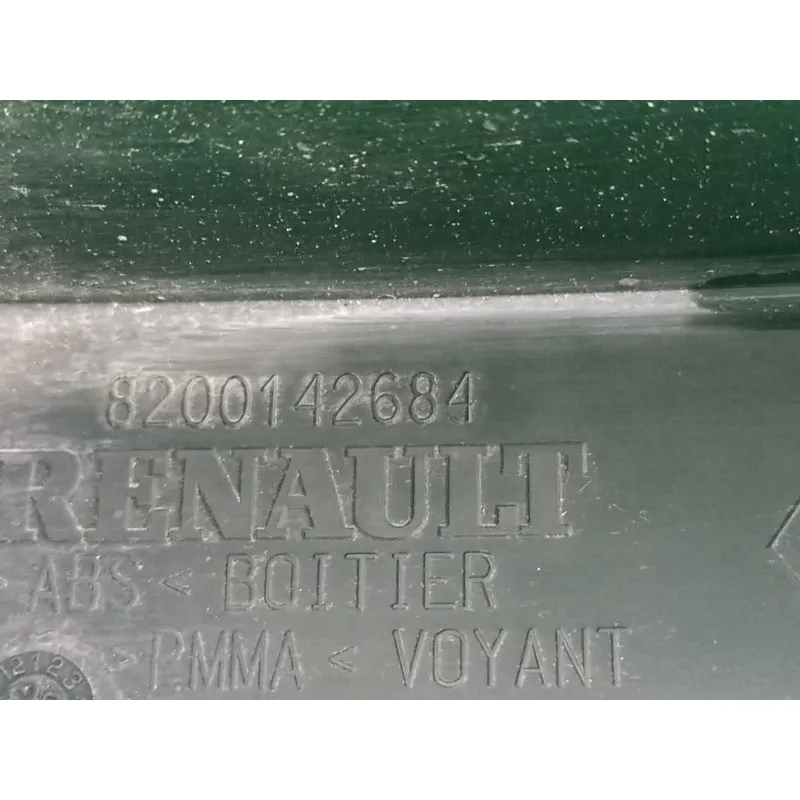 8200142684
RENAULT
> ABS < BOITIER
>PMMA < VOYANT